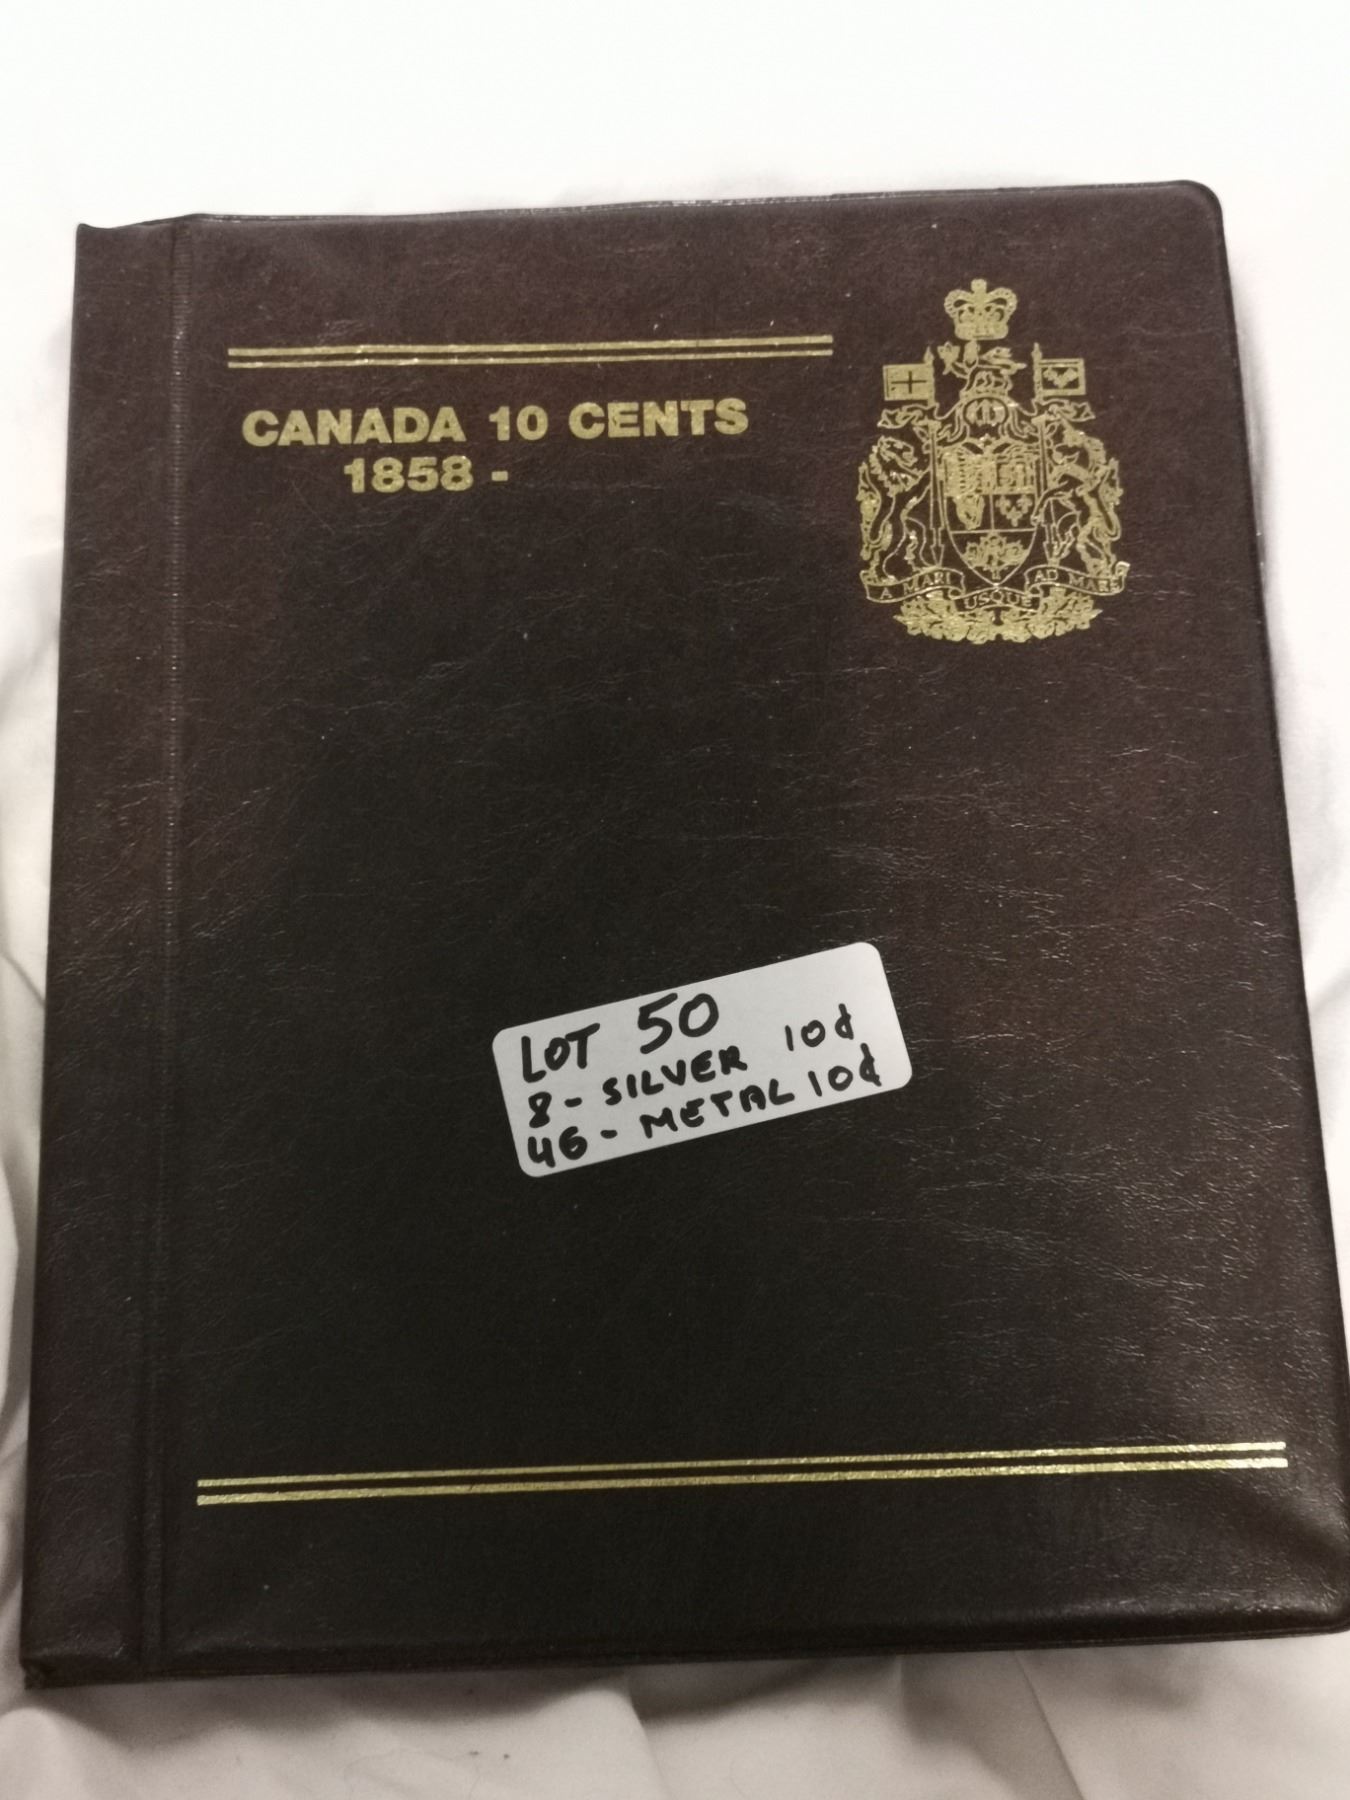 CANADA 10 CENTS
1858 -
A MARI USQUE AD MARE
LOT 50
8 - SILVER 10¢
46 - METAL 10¢